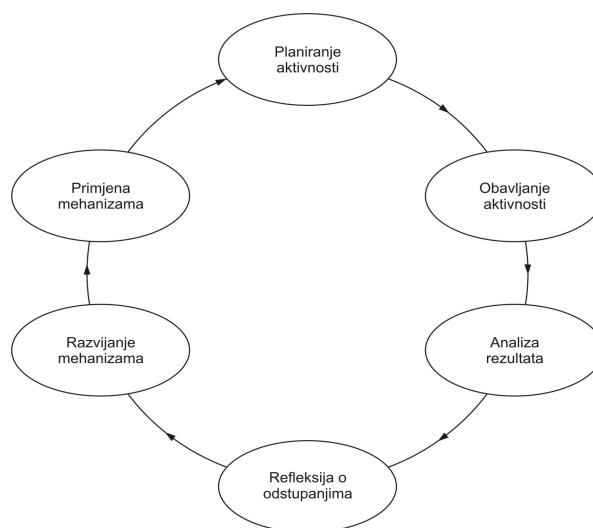 Planiranje
aktivnosti
Obavljanje
aktivnosti
Analiza
rezultata
Refleksija o
odstupanjima
Razvijanje
mehanizama
Primjena
mehanizama